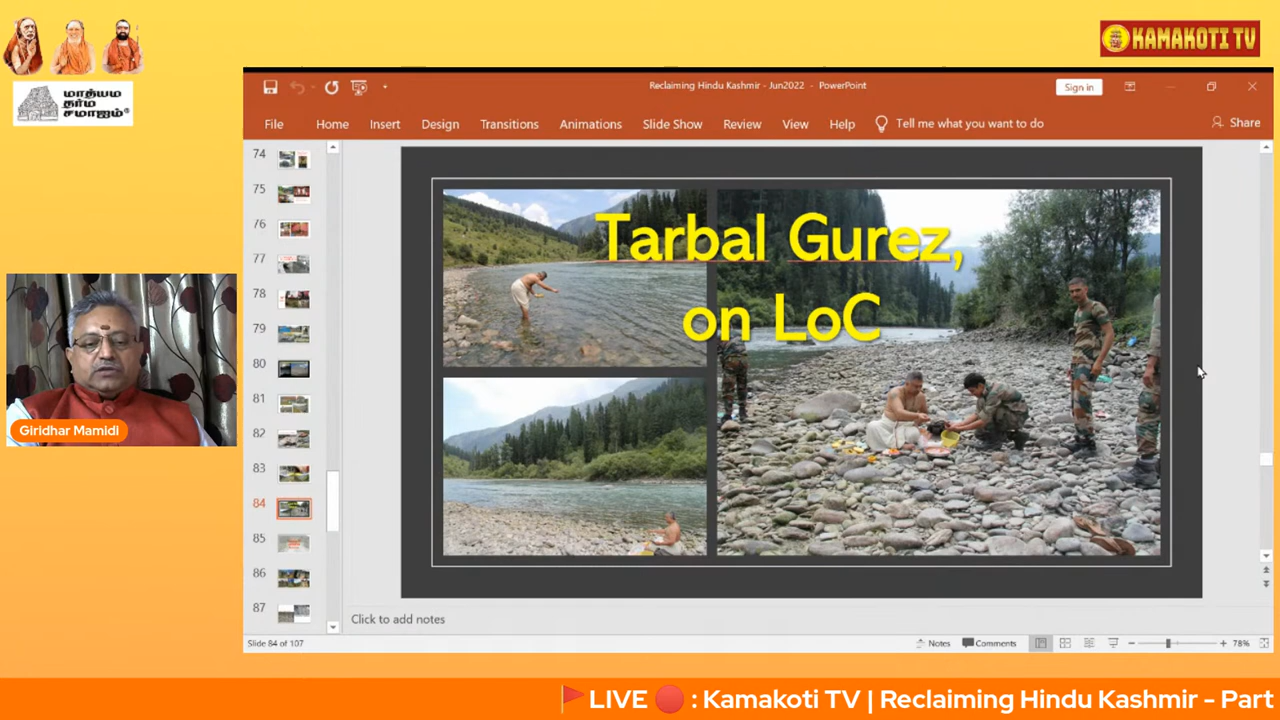 KAMAKOTI TV
மாத்யம
தர்ம
சமாஜம்®
Reclaiming Hindu Kashmir - Jun2022 - PowerPoint
Sign in
File Home Insert Design Transitions Animations Slide Show Review View Help Tell me what you want to do Share
74
75
76
77
78
79
80
81
82
83
84
85
86
87
Tarbal Gurez,
on LoC
Giridhar Mamidi
Click to add notes
Slide 84 of 107 Notes Comments 78%
LIVE : Kamakoti TV | Reclaiming Hindu Kashmir - Part